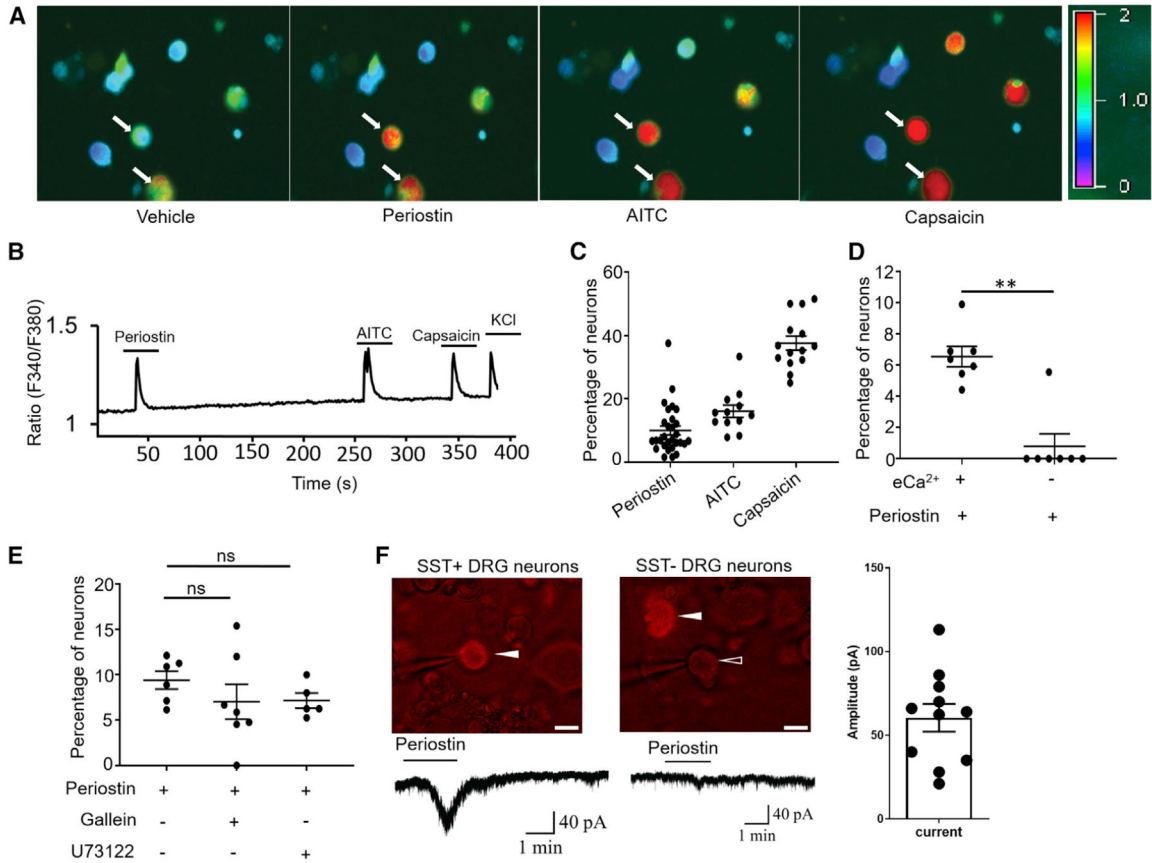 A
2
1.0
0
Vehicle
Periostin
AITC
Capsaicin
B
Ratio (F340/F380)
1.5
1
Periostin
AITC
Capsaicin
KCl
50 100 150 200 250 300 350 400
Time (s)
C
Percentage of neurons
60
40
20
0
Periostin
AITC
Capsaicin
D
Percentage of neurons
12
10
8
6
4
2
0
**
eCa²⁺ + -
Periostin + +
E
Percentage of neurons
20
15
10
5
0
ns
ns
Periostin + + +
Gallein - + -
U73122 - - +
F
SST+ DRG neurons
SST- DRG neurons
Periostin
Periostin
40 pA
1 min
40 pA
1 min
Amplitude (pA)
150
100
50
0
current